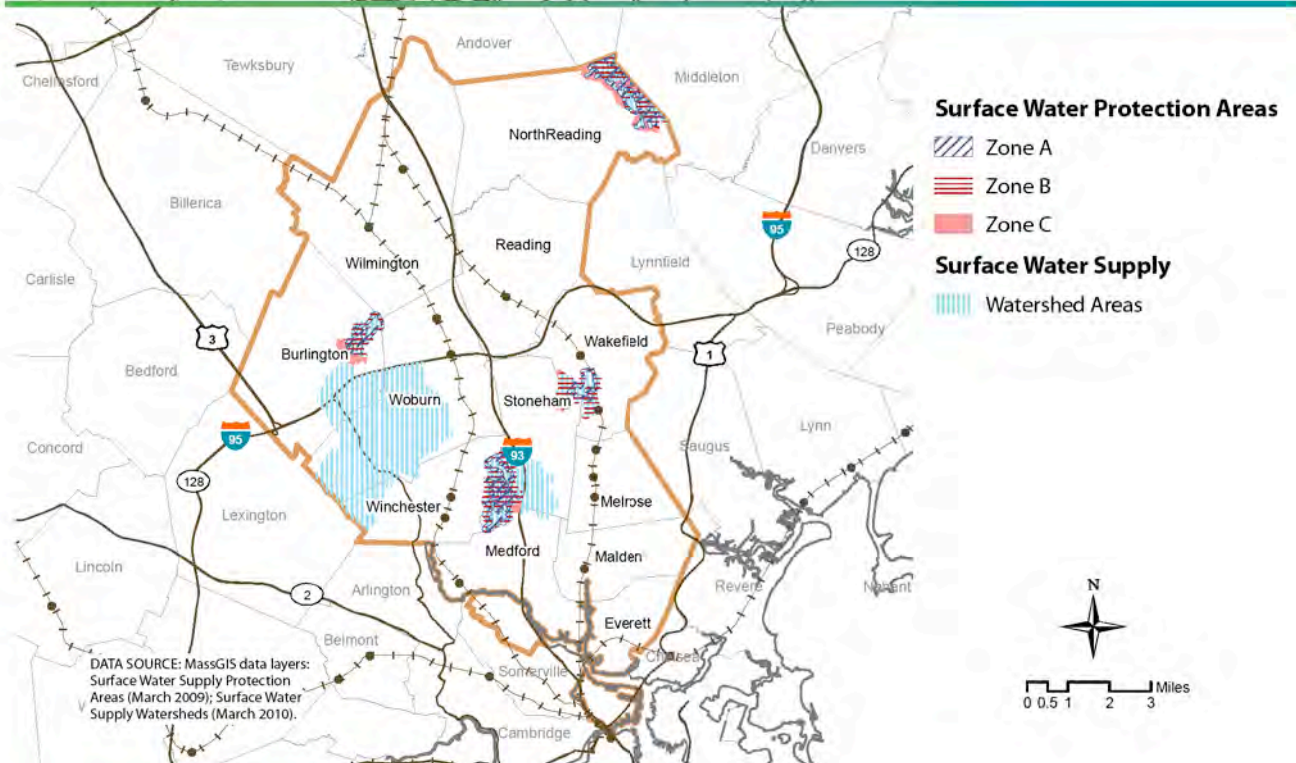 Andover
Tewksbury
Middleton
Chelmsford
NorthReading
Danvers
Billerica
95
128
Reading
Lynnfield
Wilmington
Carlisle
3
Peabody
Wakefield
Burlington
1
Bedford
Woburn
Stoneham
Lynn
95
Saugus
Concord
93
128
Winchester
Melrose
Lexington
Medford
Malden
Lincoln
Arlington
Revere
Nahant
2
Everett
Belmont
Chelsea
Somerville
Cambridge
DATA SOURCE: MassGIS data layers:
Surface Water Supply Protection
Areas (March 2009); Surface Water
Supply Watersheds (March 2010).
Surface Water Protection Areas
Zone A
Zone B
Zone C
Surface Water Supply
Watershed Areas
N
Miles
0 0.5 1 2 3